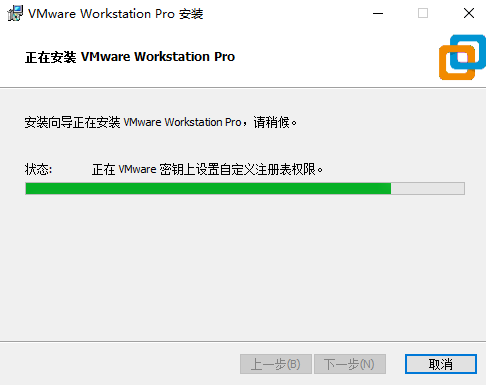 VMware Workstation Pro 安装
正在安装 VMware Workstation Pro
安装向导正在安装 VMware Workstation Pro，请稍候。
状态: 正在 VMware 密钥上设置自定义注册表权限。
上一步(B) 下一步(N) 取消